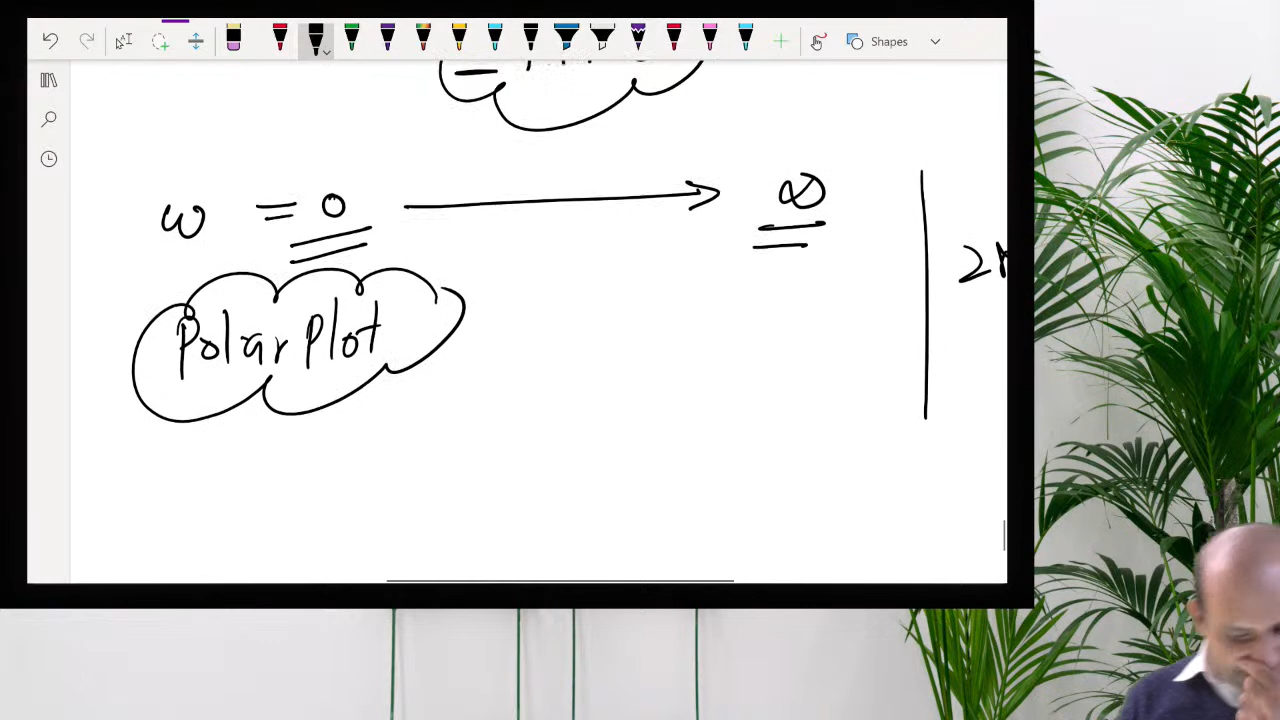 Shapes
ω = 0 → ∞
Polar Plot